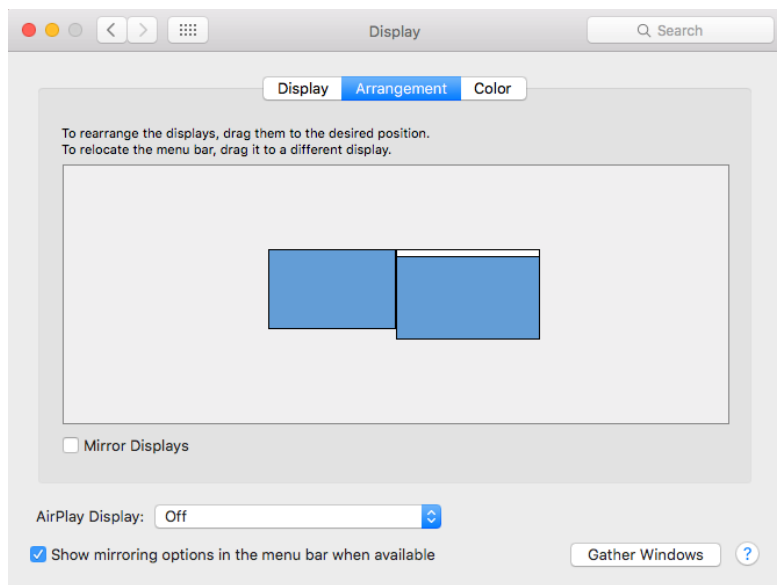 Display
Search
Display Arrangement Color
To rearrange the displays, drag them to the desired position.
To relocate the menu bar, drag it to a different display.
Mirror Displays
AirPlay Display: Off
Show mirroring options in the menu bar when available
Gather Windows ?